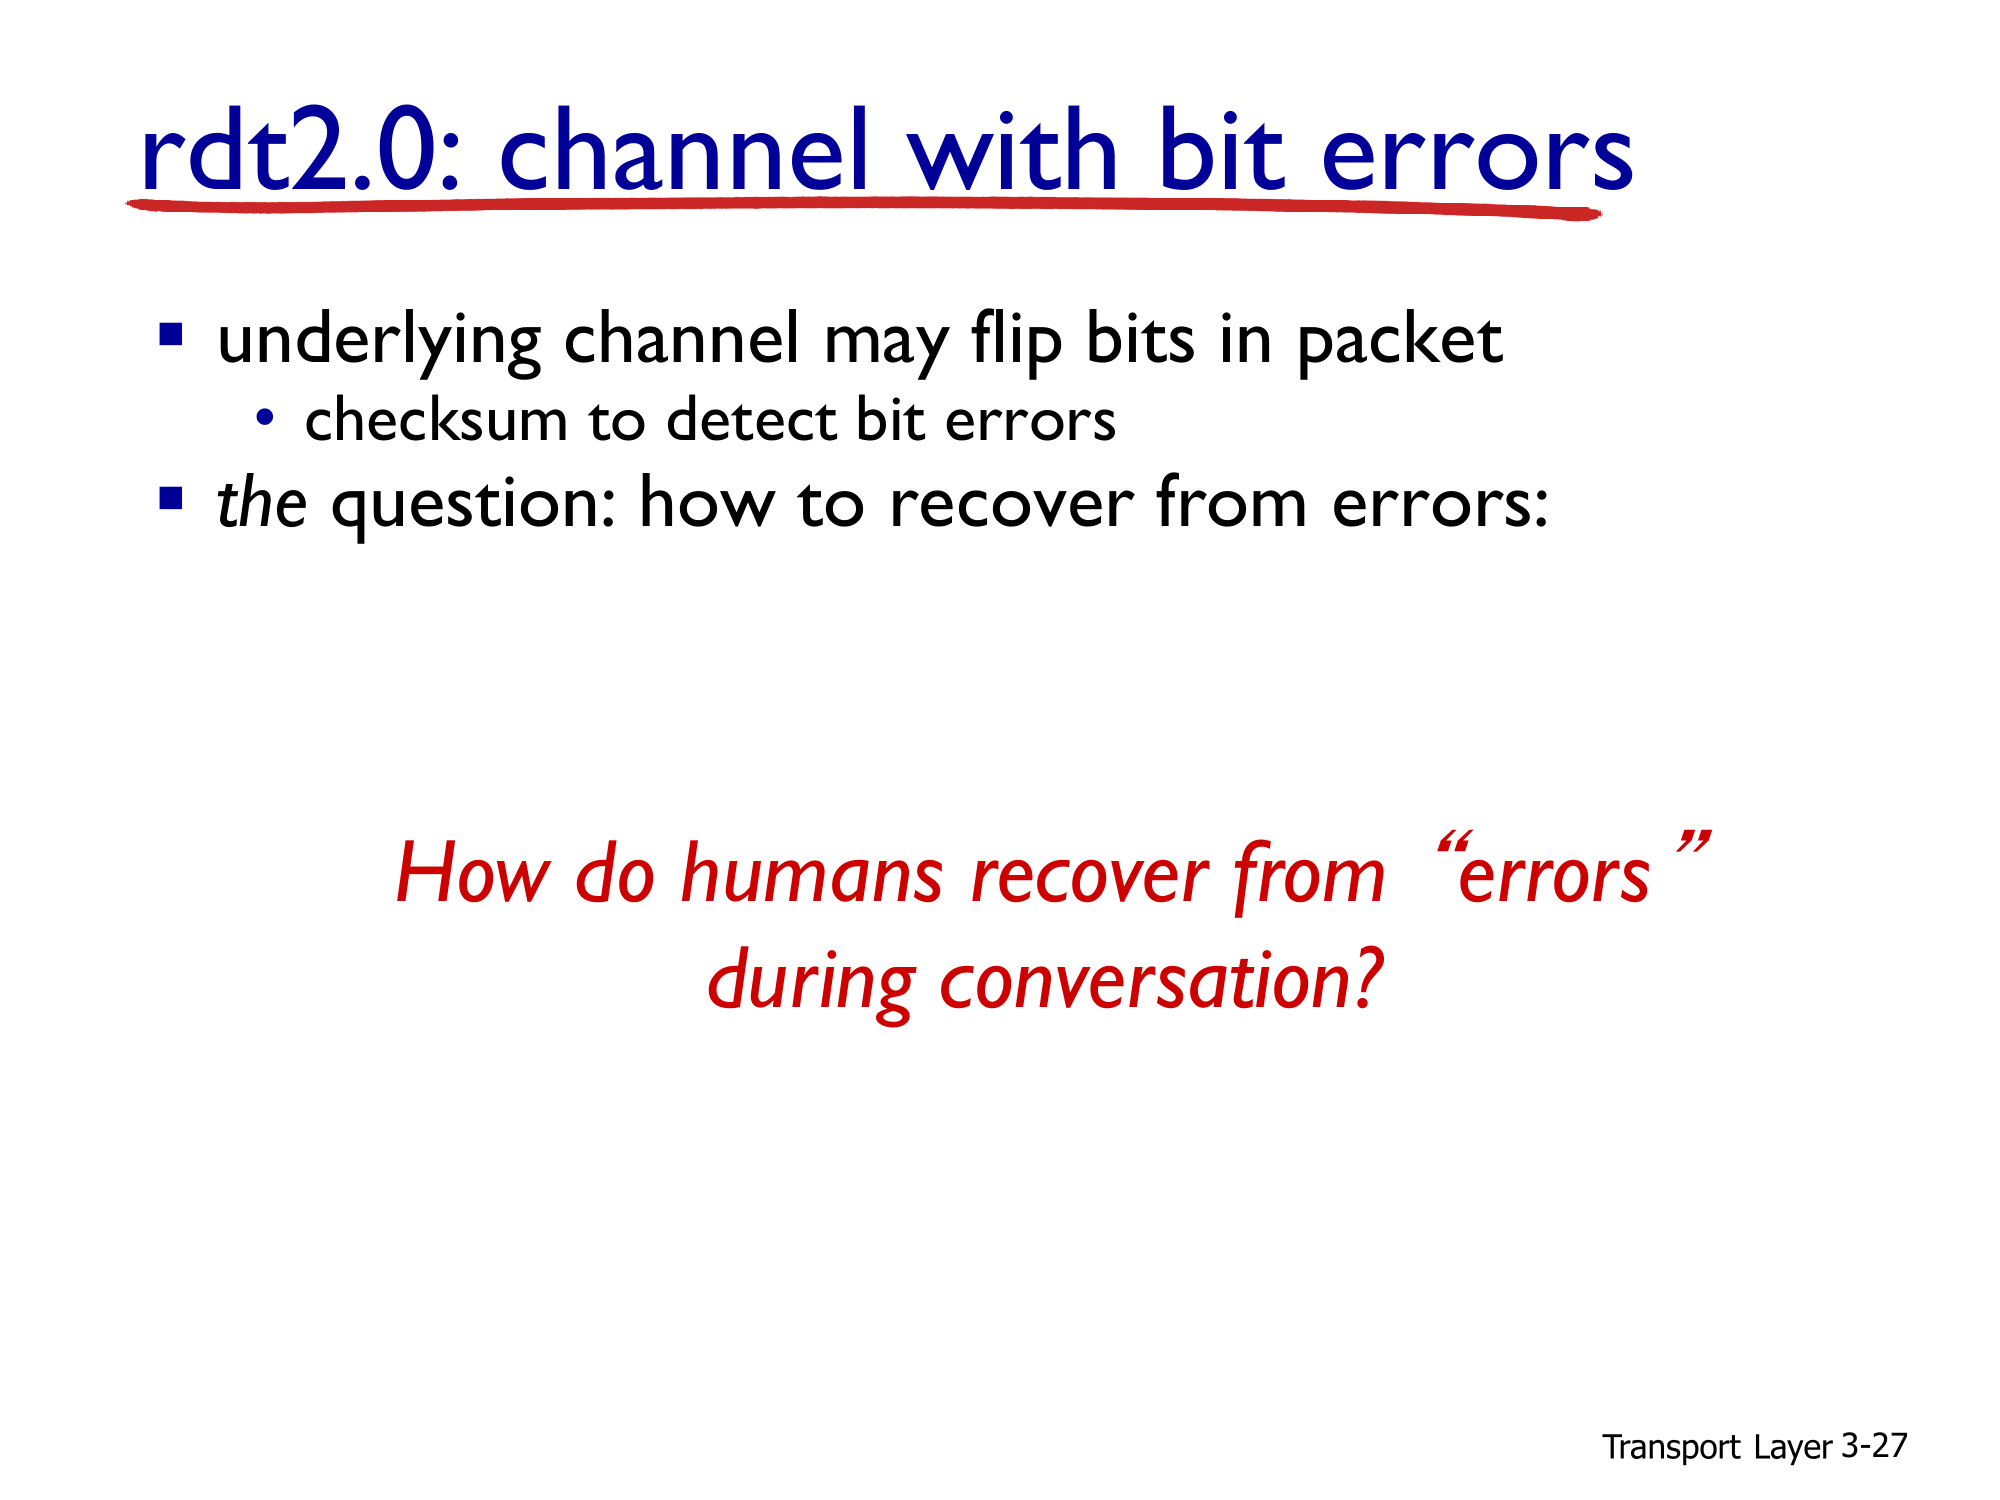 rdt2.0: channel with bit errors
▪ underlying channel may flip bits in packet
• checksum to detect bit errors
▪ the question: how to recover from errors:
How do humans recover from “errors”
during conversation?
Transport Layer 3-27